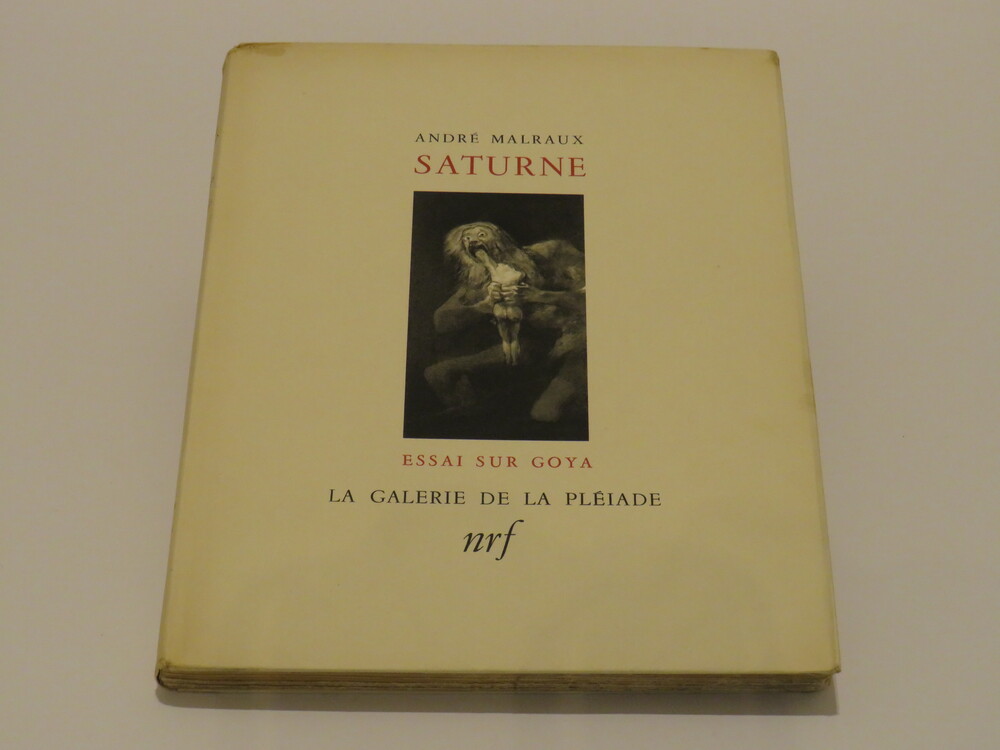 ANDRÉ MALRAUX
SATURNE
ESSAI SUR GOYA
LA GALERIE DE LA PLÉIADE
nrf